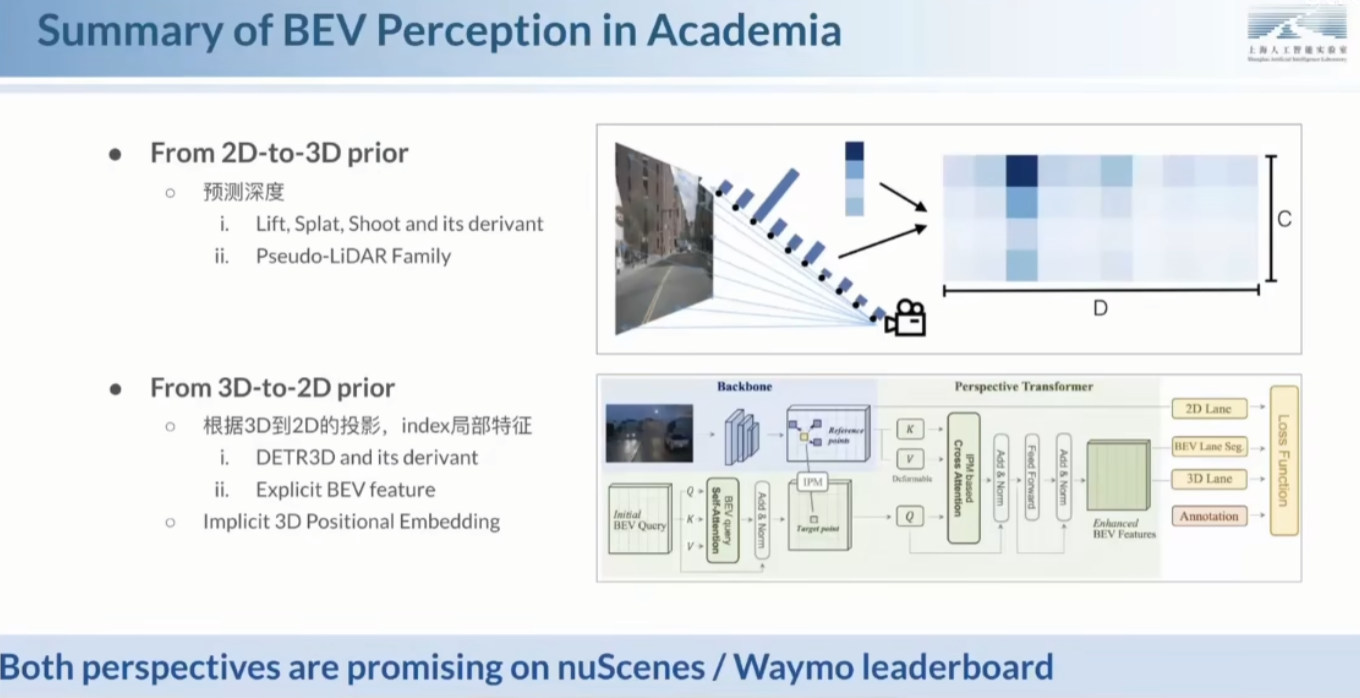 Summary of BEV Perception in Academia
上海人工智能实验室
Shanghai Artificial Intelligence Laboratory
● From 2D-to-3D prior
○ 预测深度
i. Lift, Splat, Shoot and its derivant
ii. Pseudo-LiDAR Family
C
D
● From 3D-to-2D prior
○ 根据3D到2D的投影，index局部特征
i. DETR3D and its derivant
ii. Explicit BEV feature
○ Implicit 3D Positional Embedding
Backbone
Perspective Transformer
Reference
points
IPM
Target point
Initial
BEV Query
Q
K
V
BEV query
Self-Attention
Add & Norm
K
V
Deformable
Q
IPM based
Cross Attention
Add & Norm
Feed Forward
Add & Norm
Enhanced
BEV Features
2D Lane
BEV Lane Seg.
3D Lane
Annotation
Loss Function
Both perspectives are promising on nuScenes / Waymo leaderboard